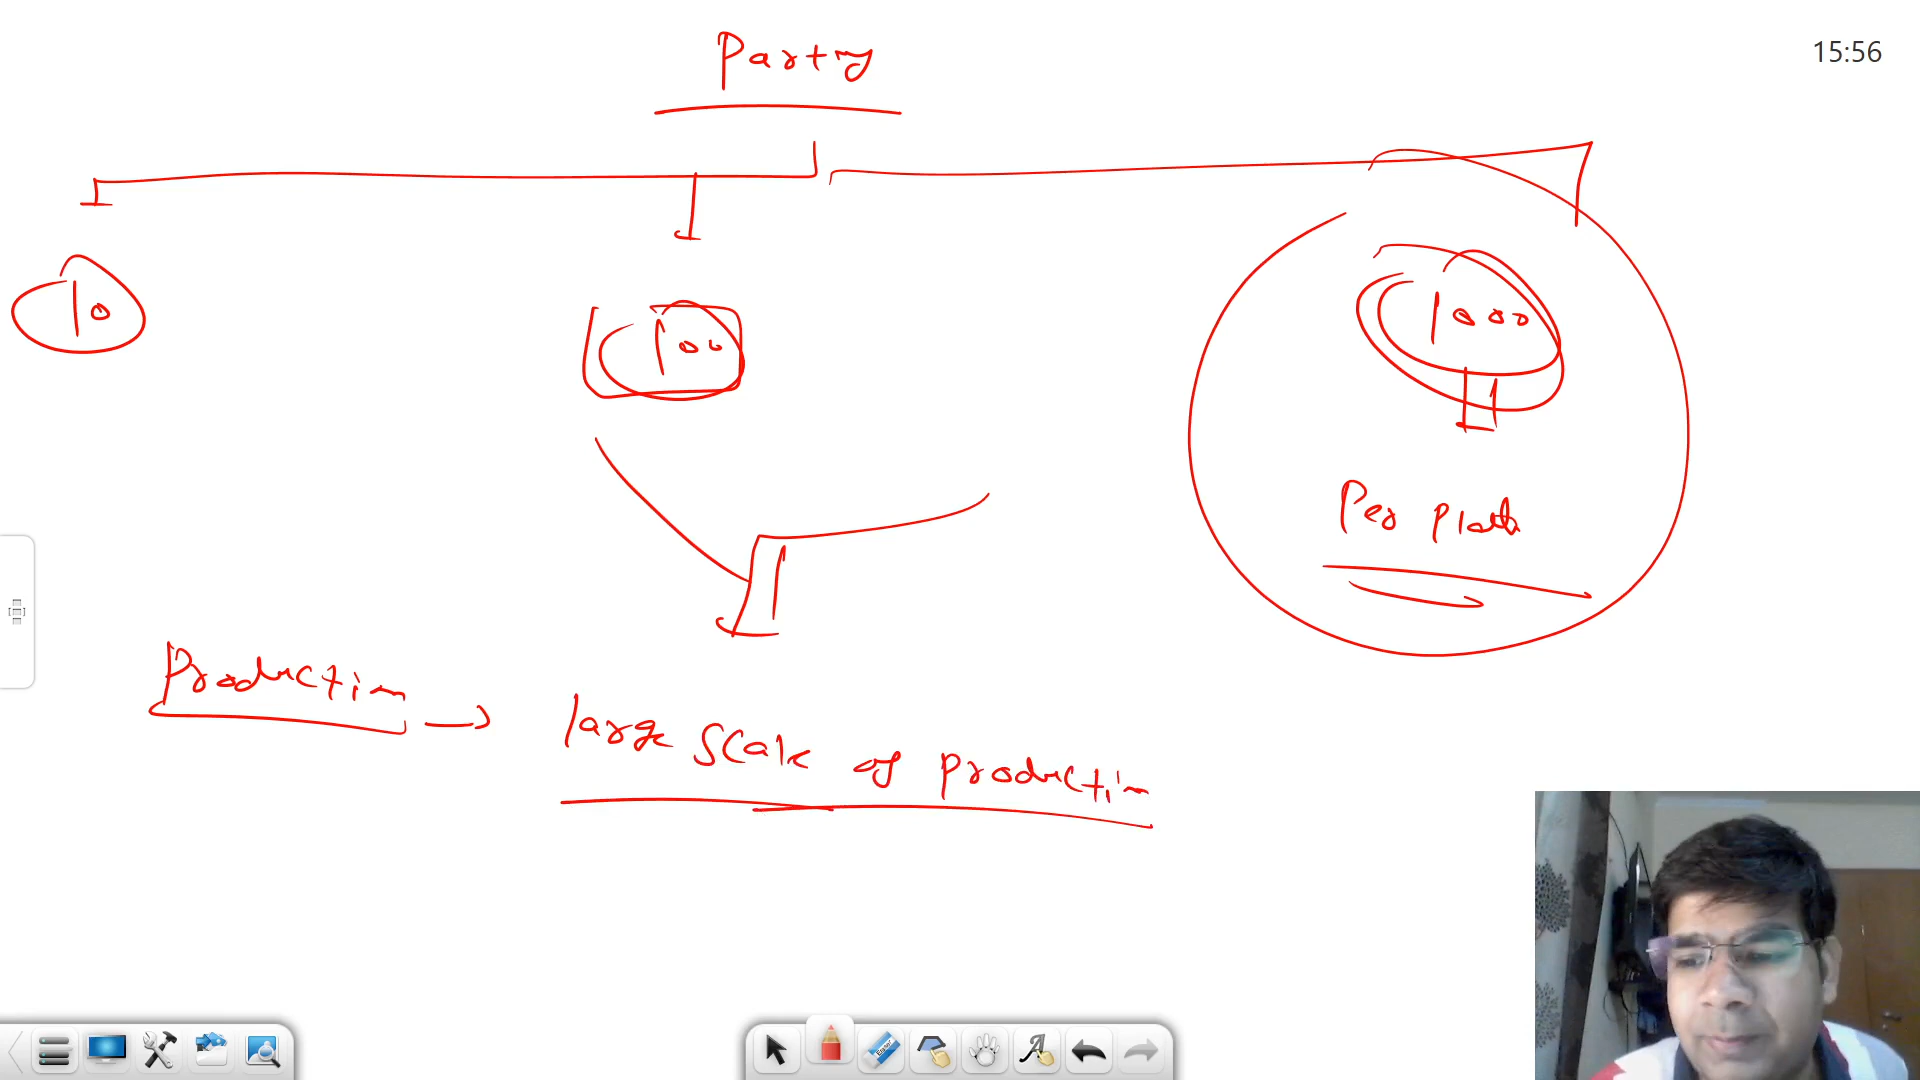 Party
15:56
10
100
1000
Per Plate
Production →
large scale of production